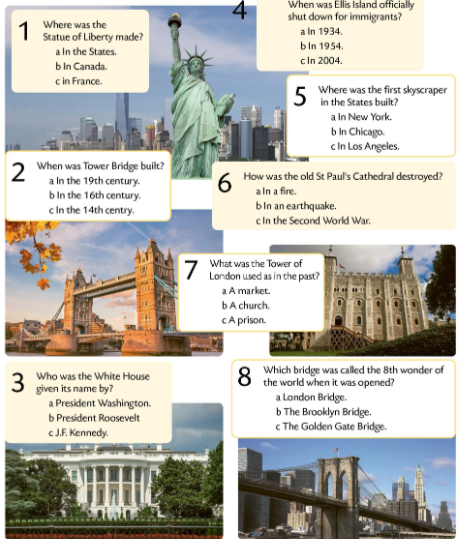 1 Where was the
Statue of Liberty made?
a In the States.
b In Canada.
c in France.
2 When was Tower Bridge built?
a In the 19th century.
b In the 16th century.
c In the 14th centry.
3 Who was the White House
given its name by?
a President Washington.
b President Roosevelt
c J.F. Kennedy.
4 When was Ellis Island officially
shut down for immigrants?
a In 1934.
b In 1954.
c In 2004.
5 Where was the first skyscraper
in the States built?
a In New York.
b In Chicago.
c In Los Angeles.
6 How was the old St Paul's Cathedral destroyed?
a In a fire.
b In an earthquake.
c In the Second World War.
7 What was the Tower of
London used as in the past?
a A market.
b A church.
c A prison.
8 Which bridge was called the 8th wonder of
the world when it was opened?
a London Bridge.
b The Brooklyn Bridge.
c The Golden Gate Bridge.